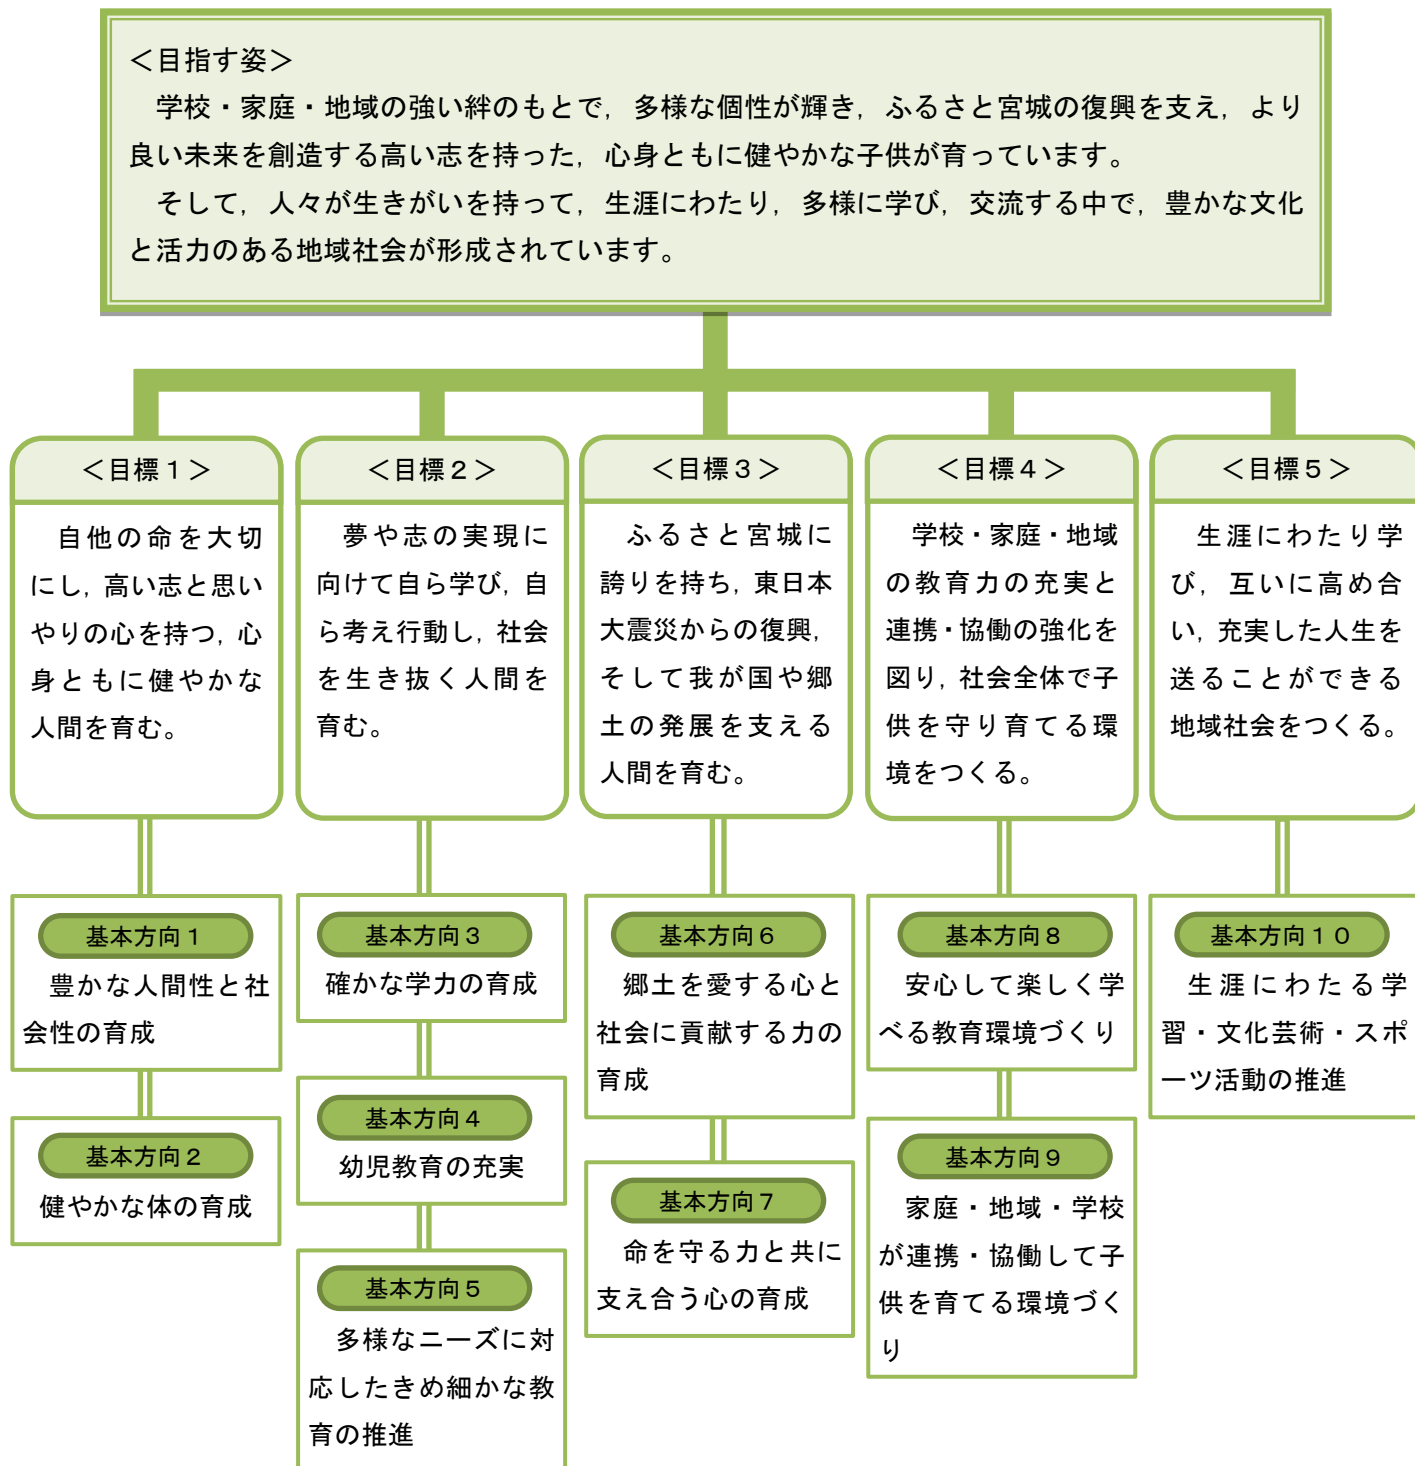 ＜目指す姿＞
学校・家庭・地域の強い絆のもとで，多様な個性が輝き，ふるさと宮城の復興を支え，より
良い未来を創造する高い志を持った，心身ともに健やかな子供が育っています。
そして，人々が生きがいを持って，生涯にわたり，多様に学び，交流する中で，豊かな文化
と活力のある地域社会が形成されています。
＜目標１＞
自他の命を大切
にし，高い志と思い
やりの心を持つ，心
身ともに健やかな
人間を育む。
＜目標２＞
夢や志の実現に
向けて自ら学び，自
ら考え行動し，社会
を生き抜く人間を
育む。
＜目標３＞
ふるさと宮城に
誇りを持ち，東日本
大震災からの復興，
そして我が国や郷
土の発展を支える
人間を育む。
＜目標４＞
学校・家庭・地域
の教育力の充実と
連携・協働の強化を
図り，社会全体で子
供を守り育てる環
境をつくる。
＜目標５＞
生涯にわたり学
び，互いに高め合
い，充実した人生を
送ることができる
地域社会をつくる。
基本方向１
豊かな人間性と社
会性の育成
基本方向２
健やかな体の育成
基本方向３
確かな学力の育成
基本方向４
幼児教育の充実
基本方向５
多様なニーズに対
応したきめ細かな教
育の推進
基本方向６
郷土を愛する心と
社会に貢献する力の
育成
基本方向７
命を守る力と共に
支え合う心の育成
基本方向８
安心して楽しく学
べる教育環境づくり
基本方向９
家庭・地域・学校
が連携・協働して子
供を育てる環境づく
り
基本方向１０
生涯にわたる学
習・文化芸術・スポ
ーツ活動の推進